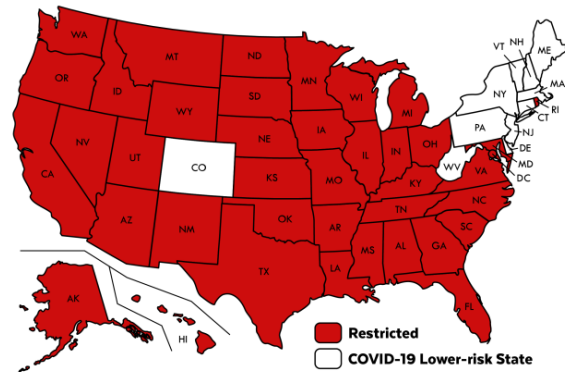 WA
MT
ND
MN
VT
NH
ME
OR
ID
SD
WI
MI
NY
MA
WY
IA
PA
CT
RI
NE
NJ
NV
UT
CO
IL
IN
OH
WV
DE
MD
DC
CA
KS
MO
KY
VA
AZ
NM
OK
AR
TN
NC
SC
TX
LA
MS
AL
GA
FL
AK
HI
Restricted
COVID-19 Lower-risk State